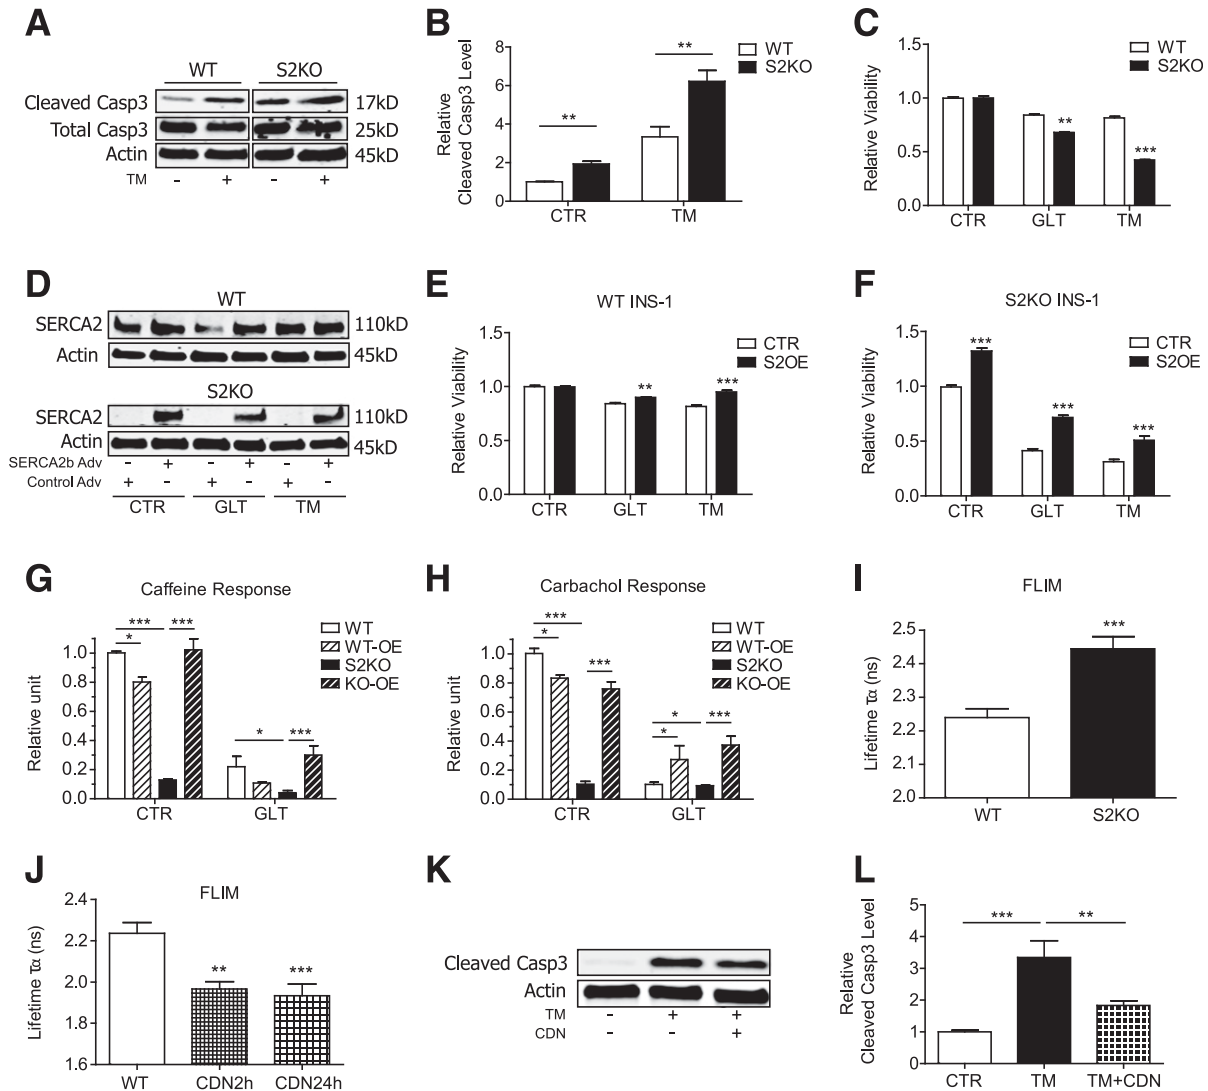 A
WT S2KO
Cleaved Casp3 17kD
Total Casp3 25kD
Actin 45kD
TM - + - +
B
Relative
Cleaved Casp3 Level
8
6
4
2
0
** **
WT
S2KO
CTR TM
C
Relative Viability
1.5
1.0
0.5
0.0
** ***
WT
S2KO
CTR GLT TM
D
WT
SERCA2 110kD
Actin 45kD
S2KO
SERCA2 110kD
Actin 45kD
SERCA2b Adv - + - + - +
Control Adv + - + - + -
CTR GLT TM
E
WT INS-1
Relative Viability
1.5
1.0
0.5
0.0
** ***
CTR
S2OE
CTR GLT TM
F
S2KO INS-1
Relative Viability
1.5
1.0
0.5
0.0
*** *** ***
CTR
S2OE
CTR GLT TM
G
Caffeine Response
Relative unit
1.0
0.8
0.6
0.4
0.2
0.0
*** ***
*
* ***
WT
WT-OE
S2KO
KO-OE
CTR GLT
H
Carbachol Response
Relative unit
1.0
0.8
0.6
0.4
0.2
0.0
***
* ***
* ***
*
WT
WT-OE
S2KO
KO-OE
CTR GLT
I
FLIM
Lifetime τα (ns)
2.5
2.4
2.3
2.2
2.1
2.0
***
WT S2KO
J
FLIM
Lifetime τα (ns)
2.4
2.2
2.0
1.8
1.6
** ***
WT CDN2h CDN24h
K
Cleaved Casp3
Actin
TM - + +
CDN - - +
L
Relative
Cleaved Casp3 Level
5
4
3
2
1
0
*** **
CTR TM TM+CDN